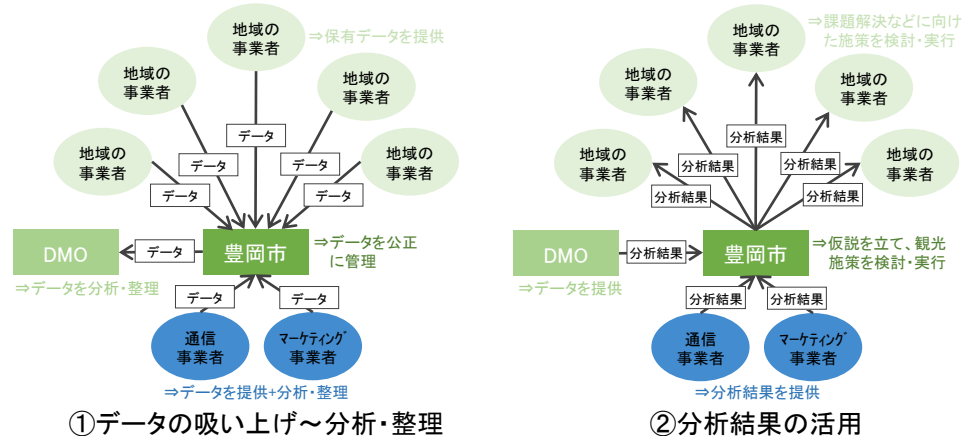 地域の
事業者
⇒保有データを提供
地域の
事業者
地域の
事業者
地域の
事業者
地域の
事業者
データ
データ
データ
データ
データ
DMO
データ
豊岡市
⇒データを公正
に管理
⇒データを分析・整理
データ
データ
通信
事業者
マーケティング
事業者
⇒データを提供+分析・整理
①データの吸い上げ～分析・整理
地域の
事業者
⇒課題解決などに向け
た施策を検討・実行
地域の
事業者
地域の
事業者
地域の
事業者
地域の
事業者
分析結果
分析結果
分析結果
分析結果
分析結果
DMO
分析結果
豊岡市
⇒仮説を立て、観光
施策を検討・実行
⇒データを提供
分析結果
分析結果
通信
事業者
マーケティング
事業者
⇒分析結果を提供
②分析結果の活用